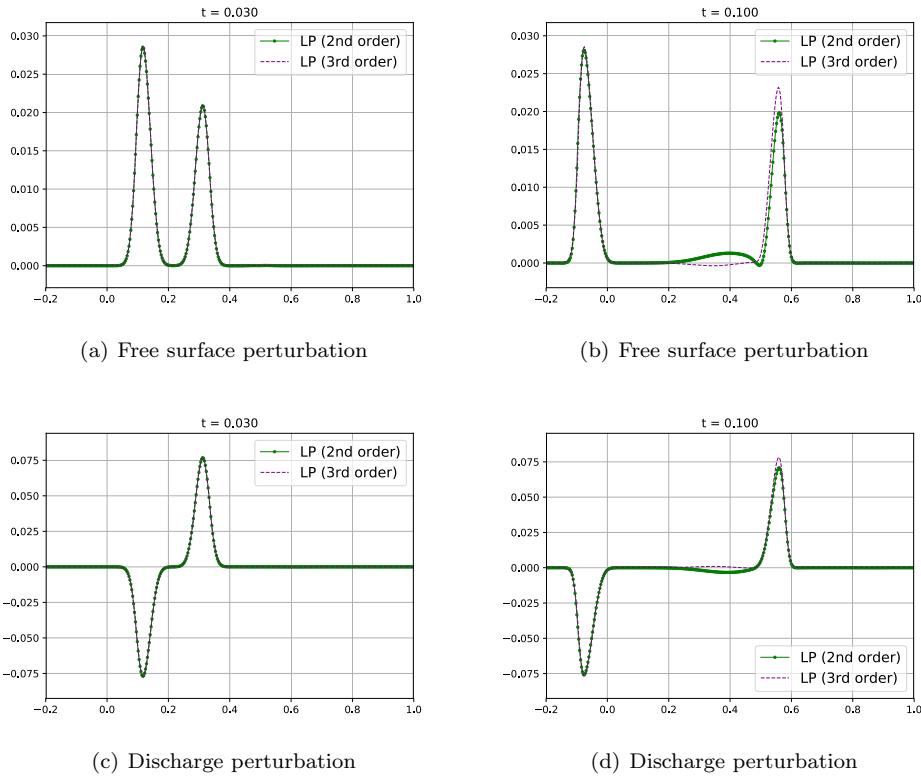 t = 0.030
LP (2nd order)
LP (3rd order)
0.030
0.025
0.020
0.015
0.010
0.005
0.000
−0.2 0.0 0.2 0.4 0.6 0.8 1.0
(a) Free surface perturbation
t = 0.100
LP (2nd order)
LP (3rd order)
0.030
0.025
0.020
0.015
0.010
0.005
0.000
−0.2 0.0 0.2 0.4 0.6 0.8 1.0
(b) Free surface perturbation
t = 0.030
LP (2nd order)
LP (3rd order)
0.075
0.050
0.025
0.000
−0.025
−0.050
−0.075
−0.2 0.0 0.2 0.4 0.6 0.8 1.0
(c) Discharge perturbation
t = 0.100
0.075
0.050
0.025
0.000
−0.025
−0.050
−0.075
LP (2nd order)
LP (3rd order)
−0.2 0.0 0.2 0.4 0.6 0.8 1.0
(d) Discharge perturbation